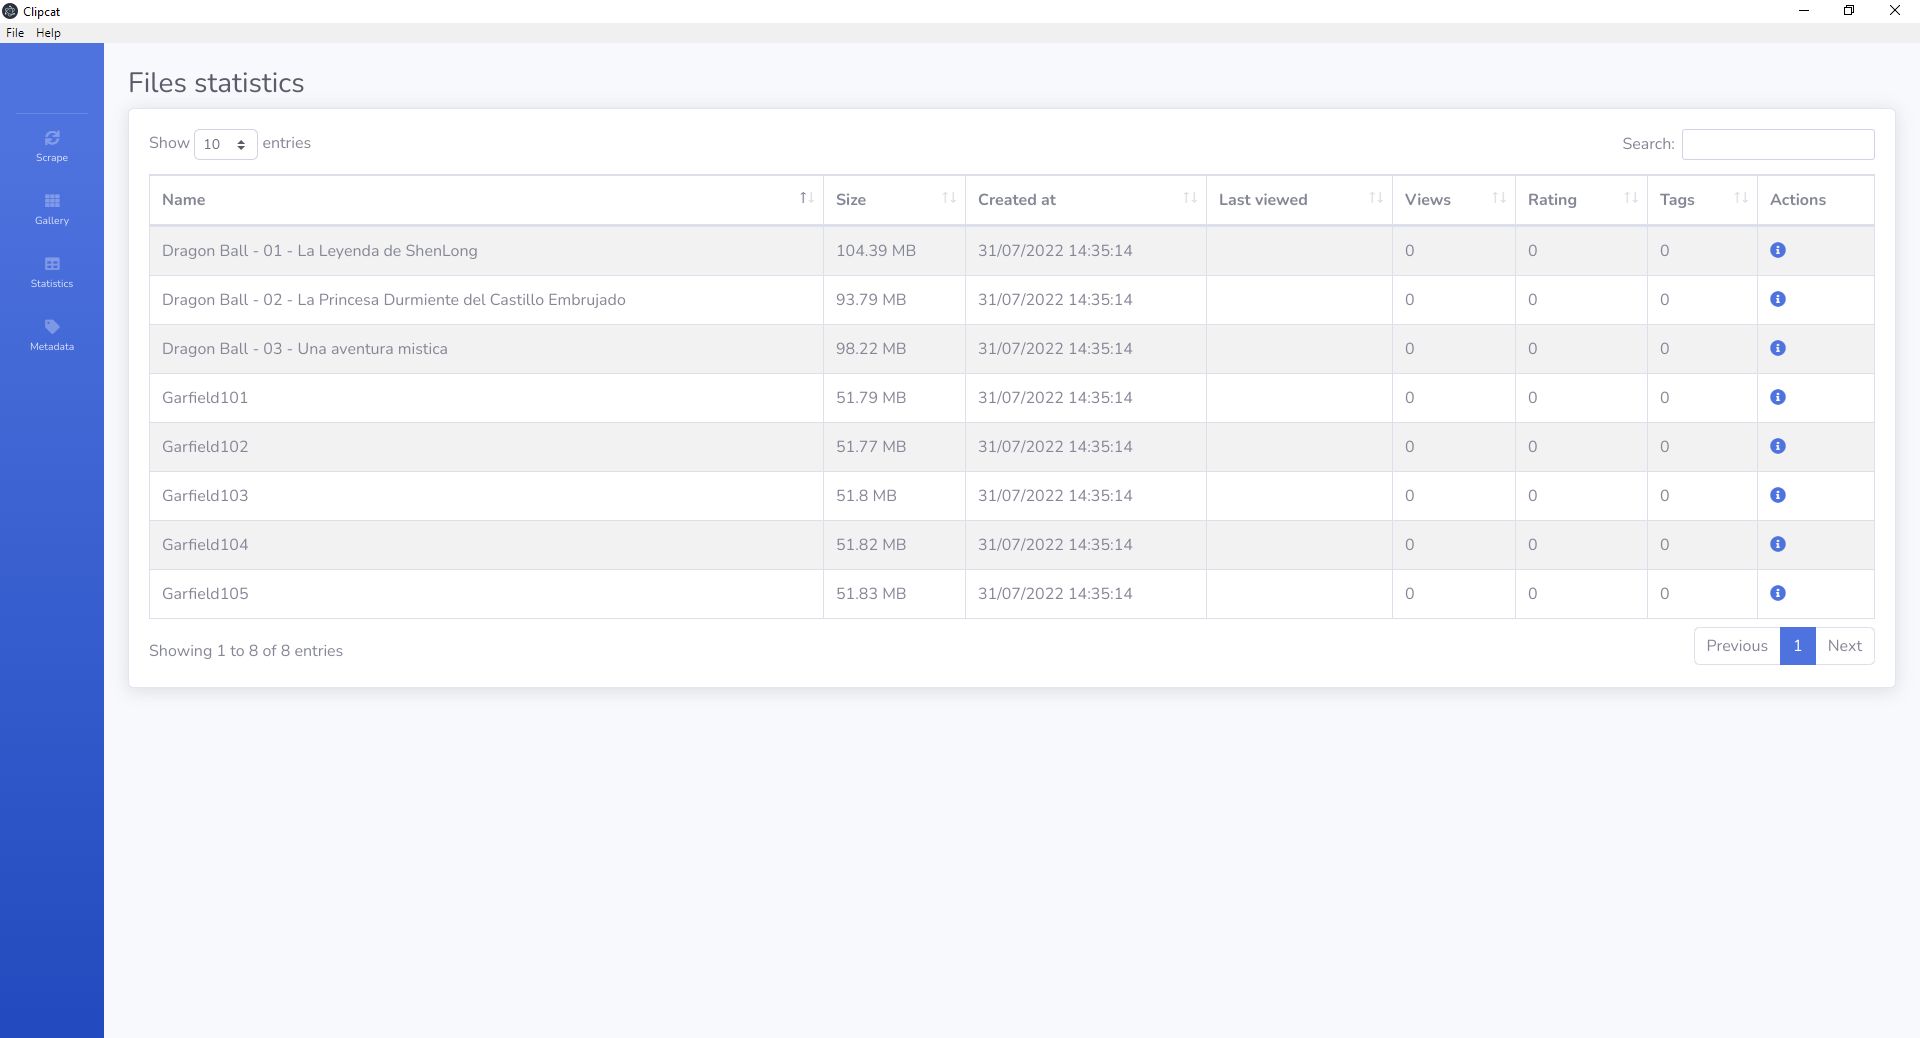 Clipcat
File Help
Files statistics
Scrape
Gallery
Statistics
Metadata
Show 10 entries Search:
Name Size Created at Last viewed Views Rating Tags Actions
Dragon Ball - 01 - La Leyenda de ShenLong 104.39 MB 31/07/2022 14:35:14 0 0 0
Dragon Ball - 02 - La Princesa Durmiente del Castillo Embrujado 93.79 MB 31/07/2022 14:35:14 0 0 0
Dragon Ball - 03 - Una aventura mistica 98.22 MB 31/07/2022 14:35:14 0 0 0
Garfield101 51.79 MB 31/07/2022 14:35:14 0 0 0
Garfield102 51.77 MB 31/07/2022 14:35:14 0 0 0
Garfield103 51.8 MB 31/07/2022 14:35:14 0 0 0
Garfield104 51.82 MB 31/07/2022 14:35:14 0 0 0
Garfield105 51.83 MB 31/07/2022 14:35:14 0 0 0
Showing 1 to 8 of 8 entries Previous 1 Next